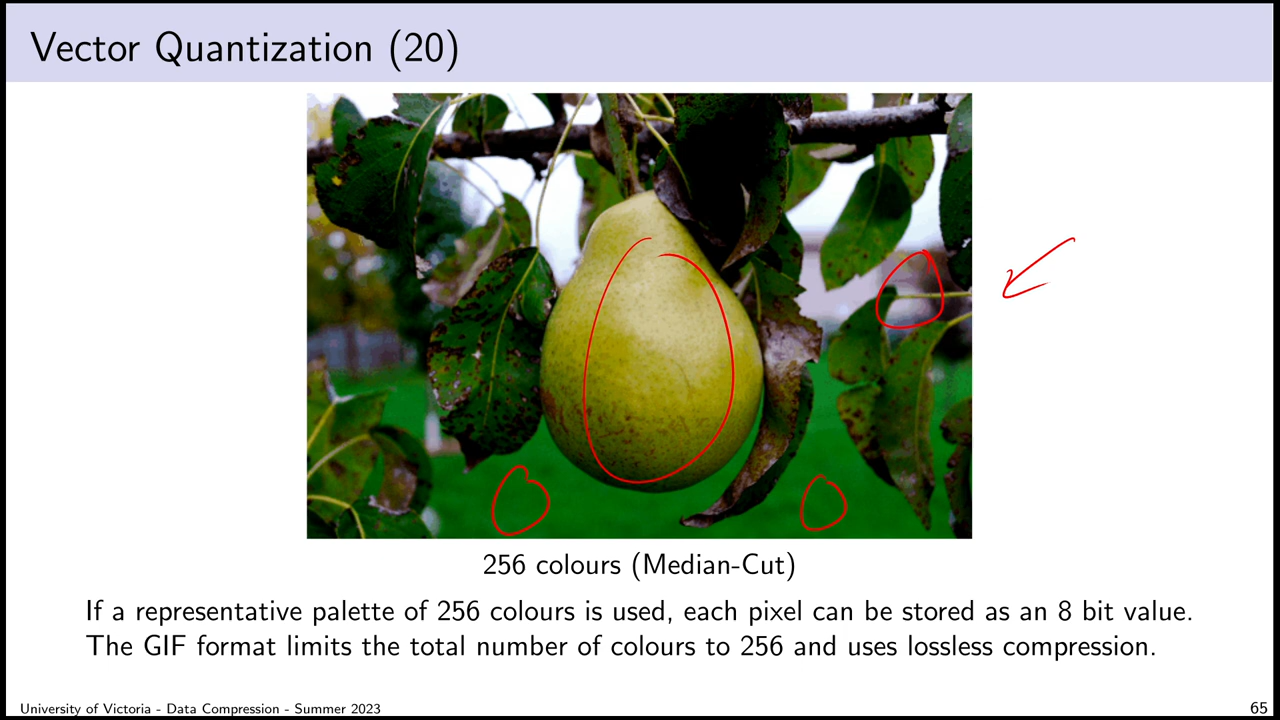 Vector Quantization (20)
256 colours (Median-Cut)
If a representative palette of 256 colours is used, each pixel can be stored as an 8 bit value.
The GIF format limits the total number of colours to 256 and uses lossless compression.
University of Victoria - Data Compression - Summer 2023
65